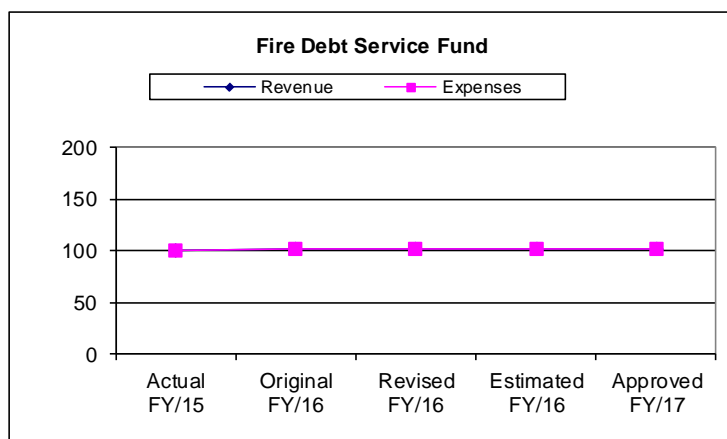 Fire Debt Service Fund
Revenue Expenses
200
150
100
50
0
Actual Original Revised Estimated Approved
FY/15 FY/16 FY/16 FY/16 FY/17